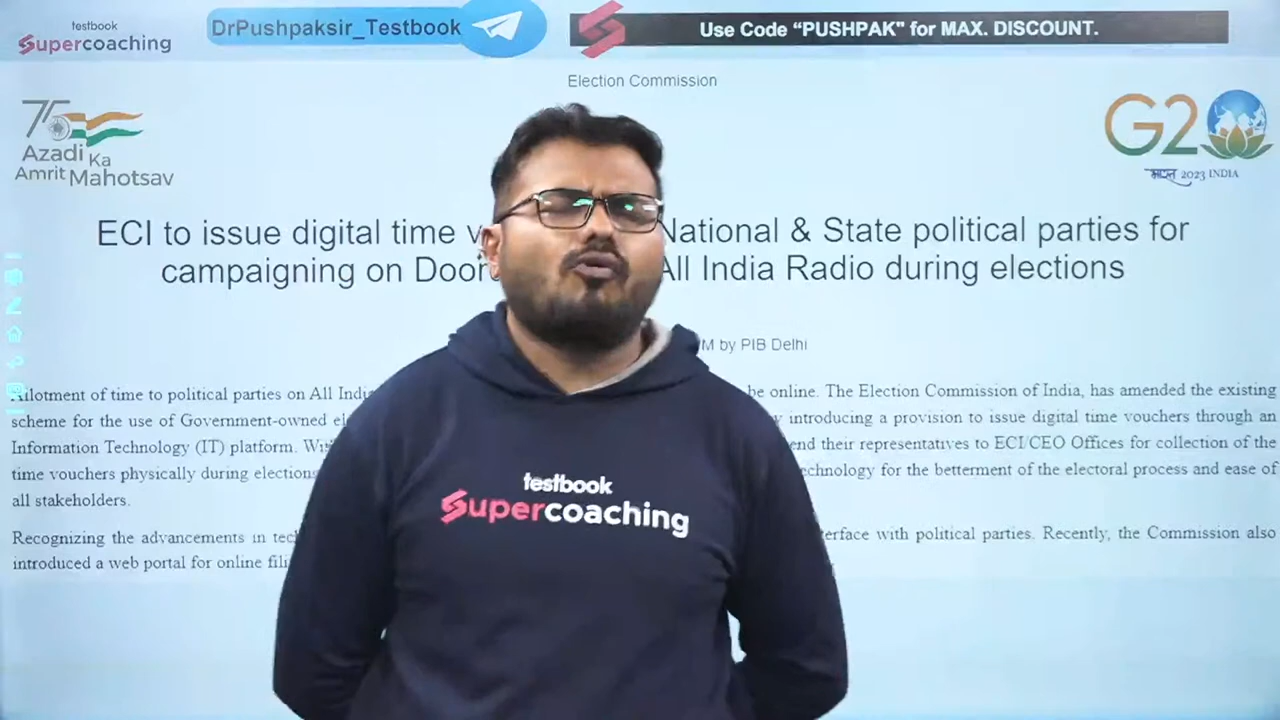 testbook
Supercoaching
DrPushpaksir_Testbook
Use Code “PUSHPAK" for MAX. DISCOUNT.
Election Commission
75
Azadi Ka
Amrit Mahotsav
G20
भारत 2023 INDIA
ECI to issue digital time v National & State political parties for
campaigning on Door All India Radio during elections
M by PIB Delhi
Allotment of time to political parties on All India be online. The Election Commission of India, has amended the existing
scheme for the use of Government-owned introducing a provision to issue digital time vouchers through an
Information Technology (IT) platform. their representatives to ECI/CEO Offices for collection of the
time vouchers physically during elections for the betterment of the electoral process and ease of
all stakeholders.
Recognizing the advancements in with political parties. Recently, the Commission also
introduced a web portal for online
testbook
Supercoaching